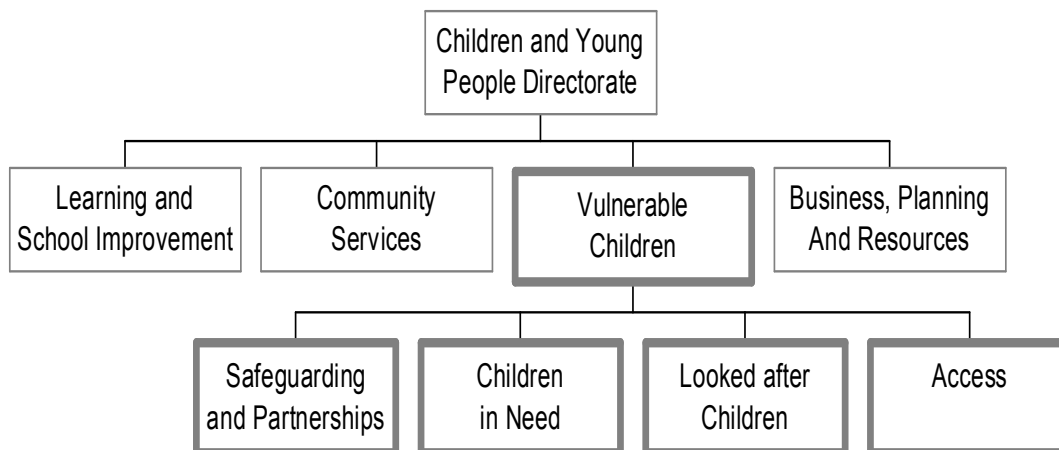 Children and Young
People Directorate
Learning and
School Improvement
Community
Services
Vulnerable
Children
Business, Planning
And Resources
Safeguarding
and Partnerships
Children
in Need
Looked after
Children
Access